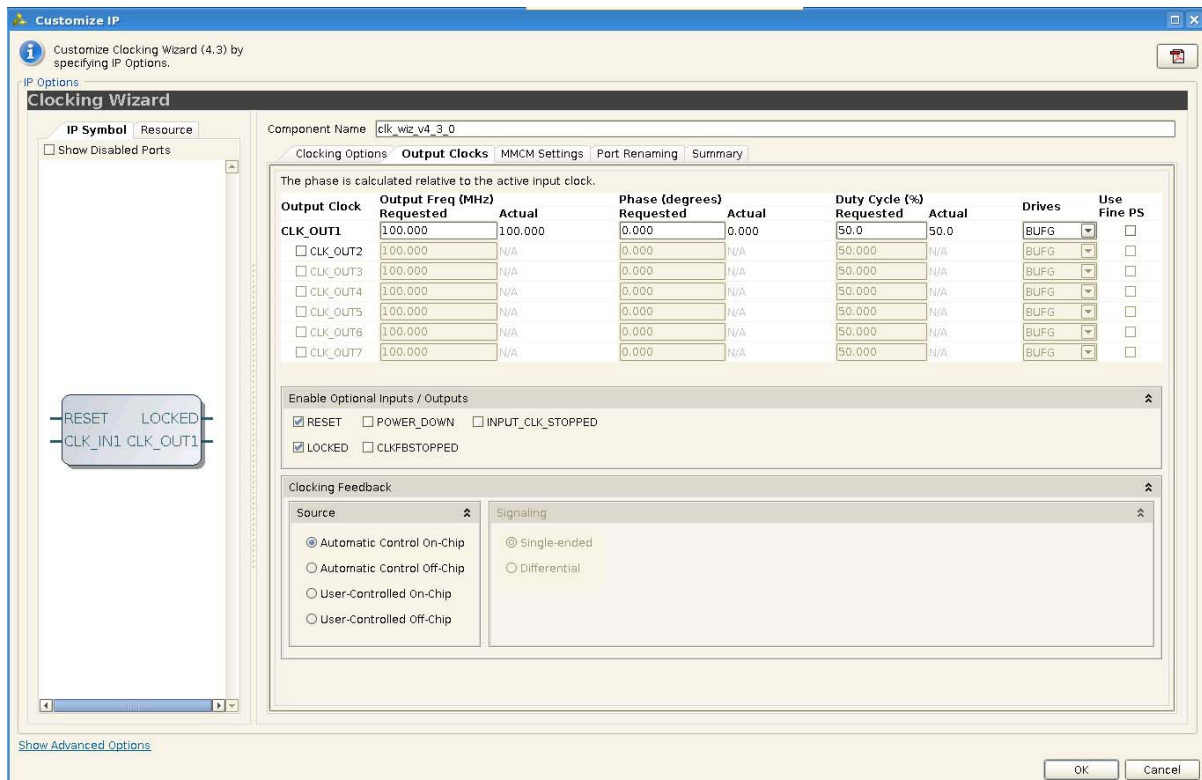 Customize IP
Customize Clocking Wizard (4.3) by
specifying IP Options.
IP Options
Clocking Wizard
IP Symbol Resource
Show Disabled Ports
RESET LOCKED
CLK_IN1 CLK_OUT1
Component Name clk_wiz_v4_3_0
Clocking Options Output Clocks MMCM Settings Port Renaming Summary
The phase is calculated relative to the active input clock.
Output Clock Output Freq (MHz) Phase (degrees) Duty Cycle (%) Drives Use Fine PS
Requested Actual Requested Actual Requested Actual
CLK_OUT1 100.000 100.000 0.000 0.000 50.0 50.0 BUFG
CLK_OUT2 100.000 N/A 0.000 N/A 50.000 N/A BUFG
CLK_OUT3 100.000 N/A 0.000 N/A 50.000 N/A BUFG
CLK_OUT4 100.000 N/A 0.000 N/A 50.000 N/A BUFG
CLK_OUT5 100.000 N/A 0.000 N/A 50.000 N/A BUFG
CLK_OUT6 100.000 N/A 0.000 N/A 50.000 N/A BUFG
CLK_OUT7 100.000 N/A 0.000 N/A 50.000 N/A BUFG
Enable Optional Inputs / Outputs
RESET POWER_DOWN INPUT_CLK_STOPPED
LOCKED CLKFBSTOPPED
Clocking Feedback
Source Signaling
Automatic Control On-Chip Single-ended
Automatic Control Off-Chip Differential
User-Controlled On-Chip
User-Controlled Off-Chip
Show Advanced Options
OK Cancel